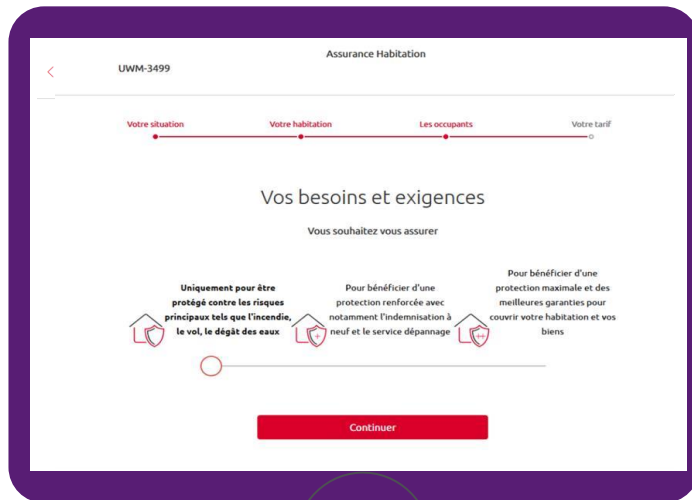 Assurance Habitation
UWM-3499
Votre situation
Votre habitation
Les occupants
Votre tarif
Vos besoins et exigences
Vous souhaitez vous assurer
Uniquement pour être
protégé contre les risques
principaux tels que l'incendie,
le vol, le dégât des eaux
Pour bénéficier d'une
protection renforcée avec
notamment l'indemnisation à
neuf et le service dépannage
Pour bénéficier d'une
protection maximale et des
meilleures garanties pour
couvrir votre habitation et vos
biens
Continuer